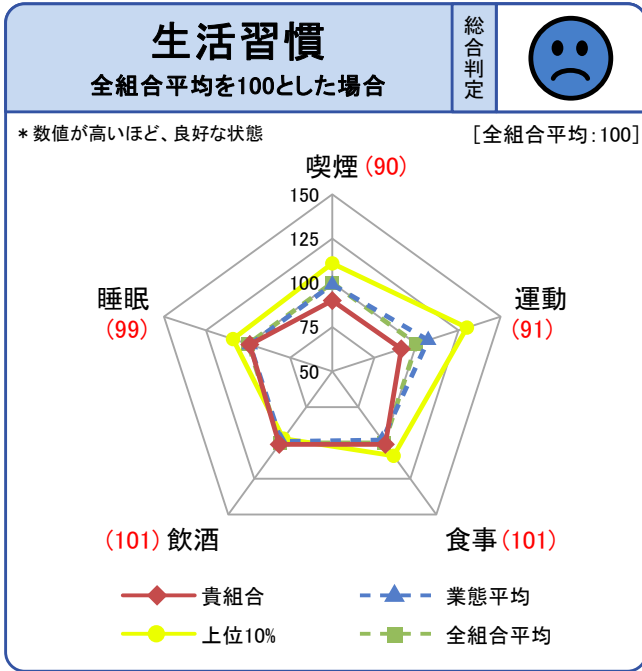 生活習慣
全組合平均を100とした場合
総合判定
*数値が高いほど、良好な状態
[全組合平均:100]
喫煙(90)
150
125
100
75
50
睡眠
(99)
運動
(91)
(101)飲酒
食事(101)
貴組合
業態平均
上位10%
全組合平均